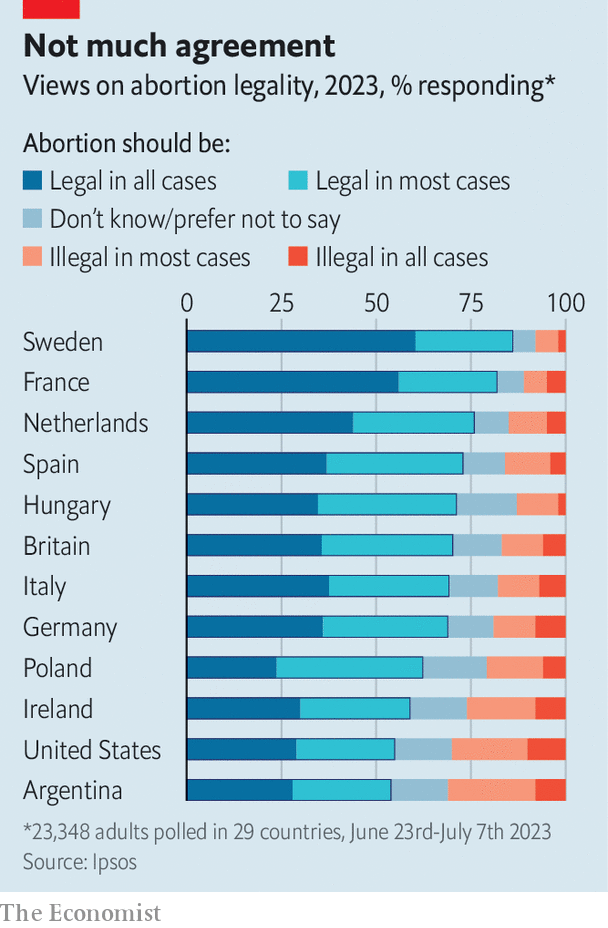 Not much agreement
Views on abortion legality, 2023, % responding*
Abortion should be:
Legal in all cases
Legal in most cases
Don’t know/prefer not to say
Illegal in most cases
Illegal in all cases
0 25 50 75 100
Sweden
France
Netherlands
Spain
Hungary
Britain
Italy
Germany
Poland
Ireland
United States
Argentina
*23,348 adults polled in 29 countries, June 23rd-July 7th 2023
Source: Ipsos
The Economist